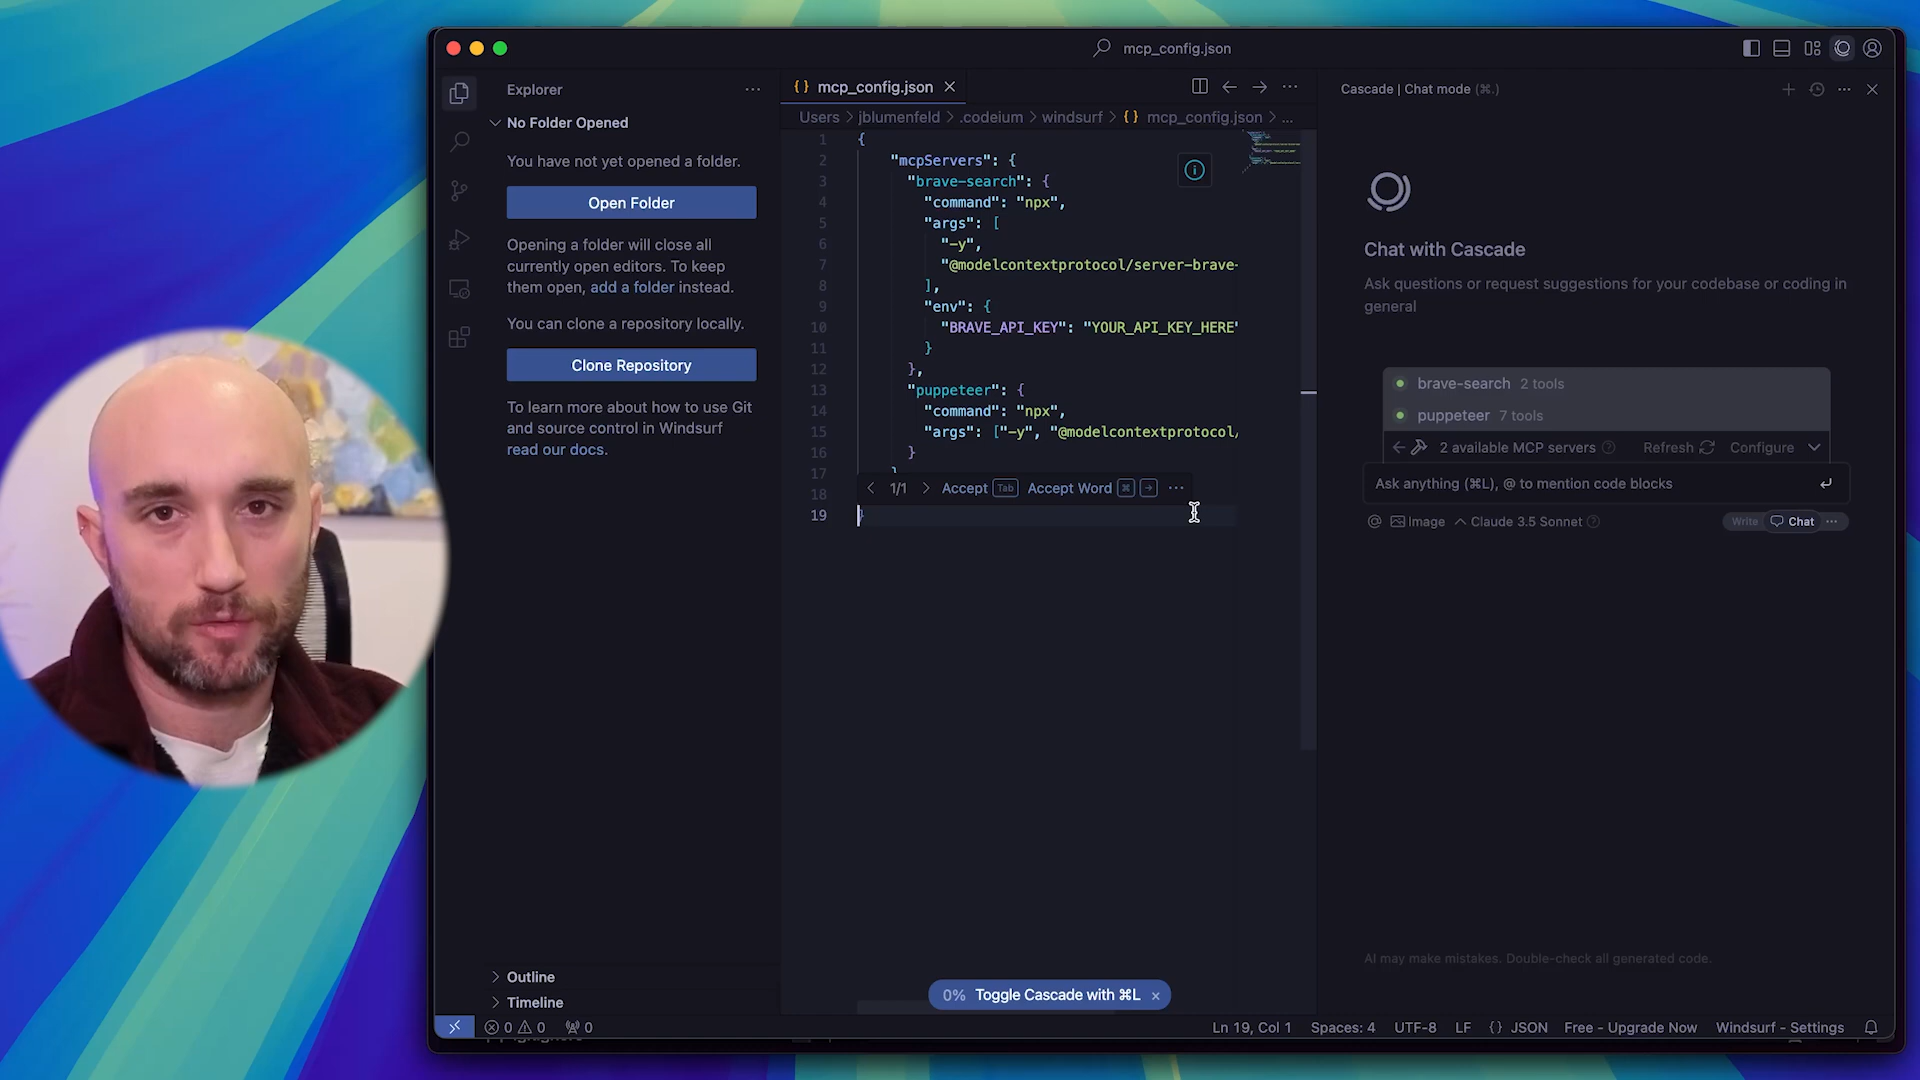 mcp_config.json
Explorer
No Folder Opened
You have not yet opened a folder.
Open Folder
Opening a folder will close all
currently open editors. To keep
them open, add a folder instead.
You can clone a repository locally.
Clone Repository
To learn more about how to use Git
and source control in Windsurf
read our docs.
Outline
Timeline
{ } mcp_config.json
Users > jblumenfeld > .codeium > windsurf > { } mcp_config.json > ...
1 {
2 "mcpServers": {
3 "brave-search": {
4 "command": "npx",
5 "args": [
6 "-y",
7 "@modelcontextprotocol/server-brave-
8 ],
9 "env": {
10 "BRAVE_API_KEY": "YOUR_API_KEY_HERE"
11 }
12 },
13 "puppeteer": {
14 "command": "npx",
15 "args": ["-y", "@modelcontextprotocol/
16 }
17 }
18
19 }
1/1 Accept Tab Accept Word ⌘ → ...
0% Toggle Cascade with ⌘L ×
Cascade | Chat mode (⌘.)
Chat with Cascade
Ask questions or request suggestions for your codebase or coding in
general
brave-search 2 tools
puppeteer 7 tools
2 available MCP servers Refresh Configure
Ask anything (⌘L), @ to mention code blocks
@ Image Claude 3.5 Sonnet Write Chat ...
AI may make mistakes. Double-check all generated code.
0 0 0 Ln 19, Col 1 Spaces: 4 UTF-8 LF { } JSON Free - Upgrade Now Windsurf - Settings